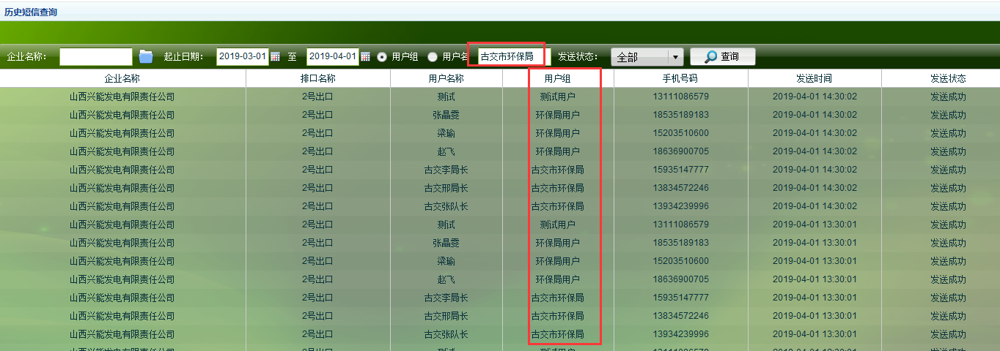 历史短信查询
企业名称： 起止日期： 2019-03-01 至 2019-04-01 用户组 用户名 古交市环保局 发送状态： 全部 查询
企业名称 排口名称 用户名称 用户组 手机号码 发送时间 发送状态
山西兴能发电有限责任公司 2号出口 测试 测试用户 13111086579 2019-04-01 14:30:02 发送成功
山西兴能发电有限责任公司 2号出口 张晶雯 环保局用户 18535189183 2019-04-01 14:30:02 发送成功
山西兴能发电有限责任公司 2号出口 梁瑜 环保局用户 15203510600 2019-04-01 14:30:02 发送成功
山西兴能发电有限责任公司 2号出口 赵飞 环保局用户 18636900705 2019-04-01 14:30:02 发送成功
山西兴能发电有限责任公司 2号出口 古交李局长 古交市环保局 15935147777 2019-04-01 14:30:02 发送成功
山西兴能发电有限责任公司 2号出口 古交邢局长 古交市环保局 13834572246 2019-04-01 14:30:02 发送成功
山西兴能发电有限责任公司 2号出口 古交张队长 古交市环保局 13934239996 2019-04-01 14:30:02 发送成功
山西兴能发电有限责任公司 2号出口 测试 测试用户 13111086579 2019-04-01 13:30:01 发送成功
山西兴能发电有限责任公司 2号出口 张晶雯 环保局用户 18535189183 2019-04-01 13:30:01 发送成功
山西兴能发电有限责任公司 2号出口 梁瑜 环保局用户 15203510600 2019-04-01 13:30:01 发送成功
山西兴能发电有限责任公司 2号出口 赵飞 环保局用户 18636900705 2019-04-01 13:30:01 发送成功
山西兴能发电有限责任公司 2号出口 古交李局长 古交市环保局 15935147777 2019-04-01 13:30:01 发送成功
山西兴能发电有限责任公司 2号出口 古交邢局长 古交市环保局 13834572246 2019-04-01 13:30:01 发送成功
山西兴能发电有限责任公司 2号出口 古交张队长 古交市环保局 13934239996 2019-04-01 13:30:01 发送成功